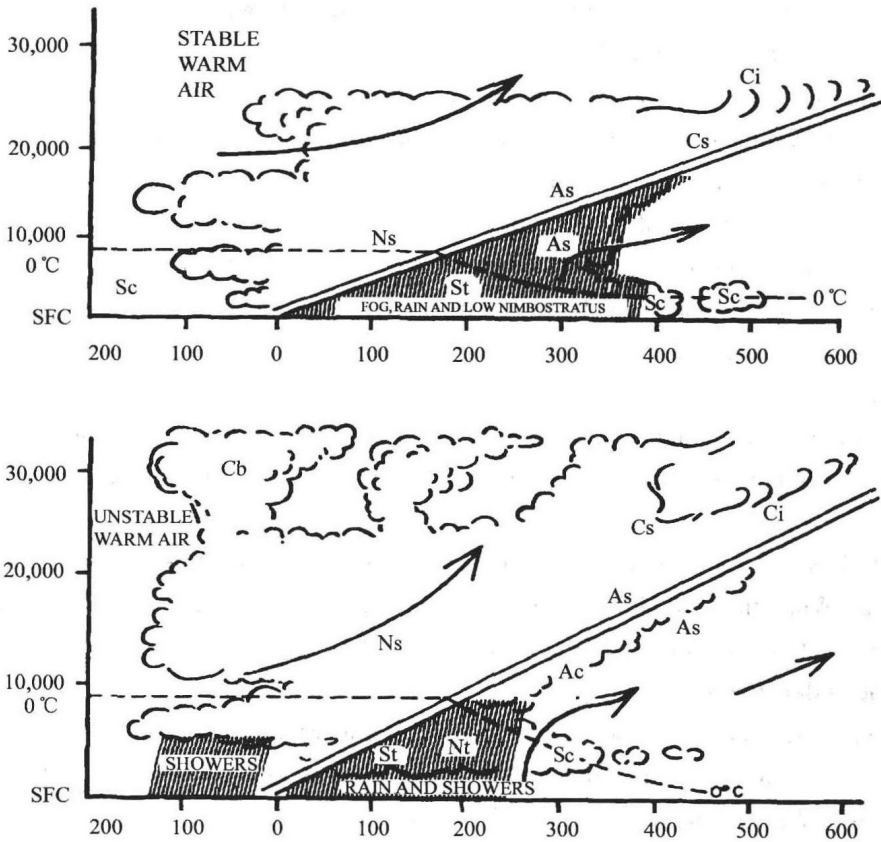 30,000
STABLE
WARM
AIR
Ci
20,000
Cs
As
10,000
Ns
As
0 ℃
Sc
St
Sc
Sc
0 ℃
SFC
FOG, RAIN AND LOW NIMBOSTRATUS
200 100 0 100 200 300 400 500 600
30,000
Cb
UNSTABLE
WARM AIR
Cs
Ci
20,000
As
As
Ns
Ac
10,000
0 ℃
St
Nt
Sc
SHOWERS
RAIN AND SHOWERS
0°C
SFC
200 100 0 100 200 300 400 500 600